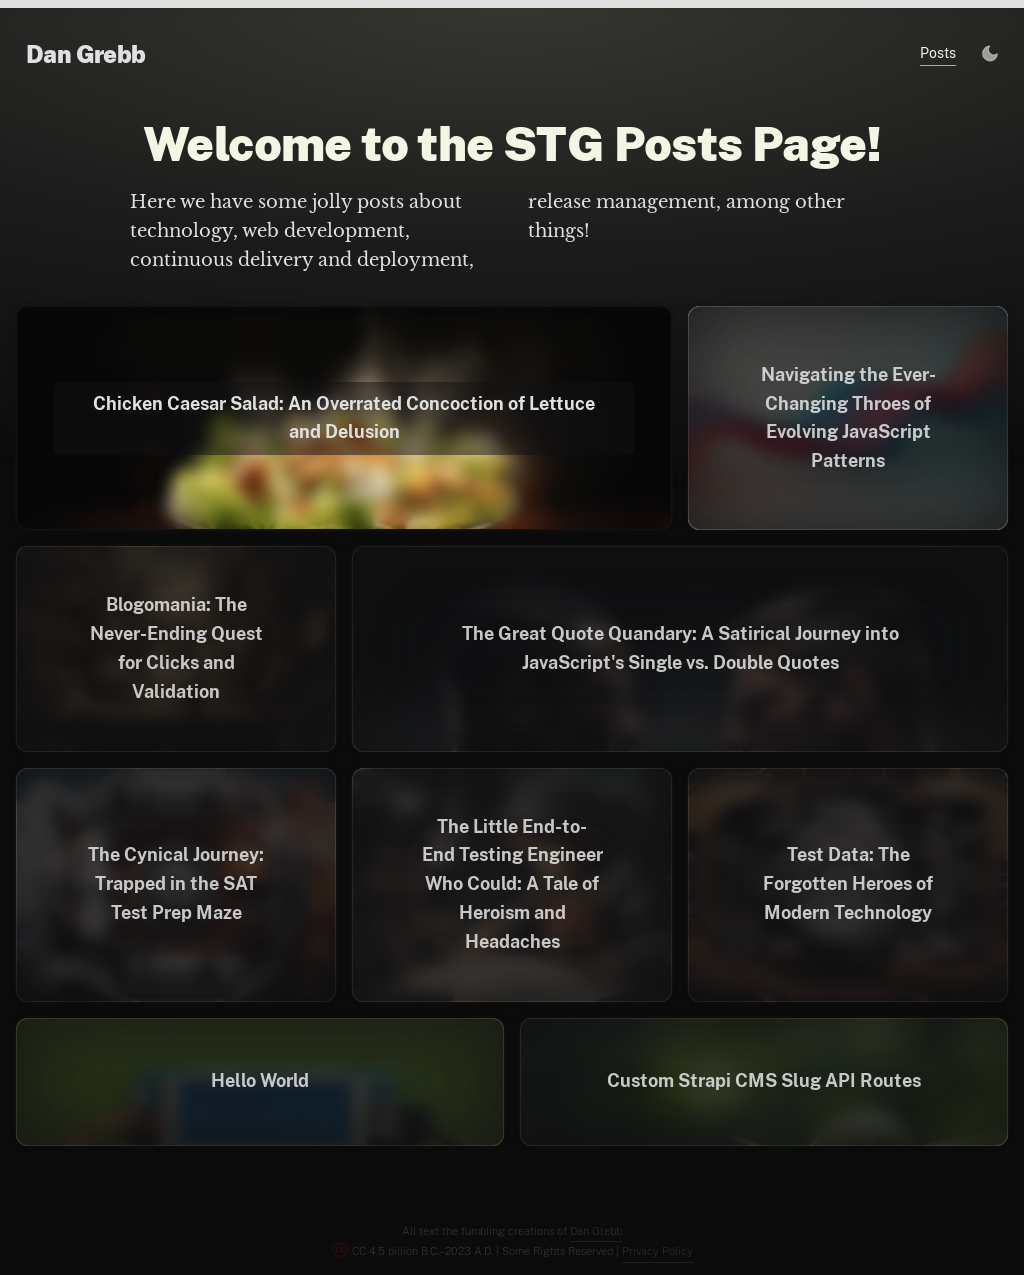 Dan Grebb
Posts
Welcome to the STG Posts Page!
Here we have some jolly posts about
technology, web development,
continuous delivery and deployment,
release management, among other
things!
Chicken Caesar Salad: An Overrated Concoction of Lettuce
and Delusion
Navigating the Ever-
Changing Throes of
Evolving JavaScript
Patterns
Blogomania: The
Never-Ending Quest
for Clicks and
Validation
The Great Quote Quandary: A Satirical Journey into
JavaScript's Single vs. Double Quotes
The Cynical Journey:
Trapped in the SAT
Test Prep Maze
The Little End-to-
End Testing Engineer
Who Could: A Tale of
Heroism and
Headaches
Test Data: The
Forgotten Heroes of
Modern Technology
Hello World
Custom Strapi CMS Slug API Routes
All text the fumbling creations of Dan Grebb
CC 4.5 billion B.C.–2023 A.D. | Some Rights Reserved | Privacy Policy